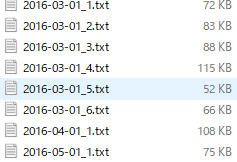 2016-03-01_1.txt 72 KB
2016-03-01_2.txt 83 KB
2016-03-01_3.txt 88 KB
2016-03-01_4.txt 115 KB
2016-03-01_5.txt 52 KB
2016-03-01_6.txt 66 KB
2016-04-01_1.txt 108 KB
2016-05-01_1.txt 75 KB